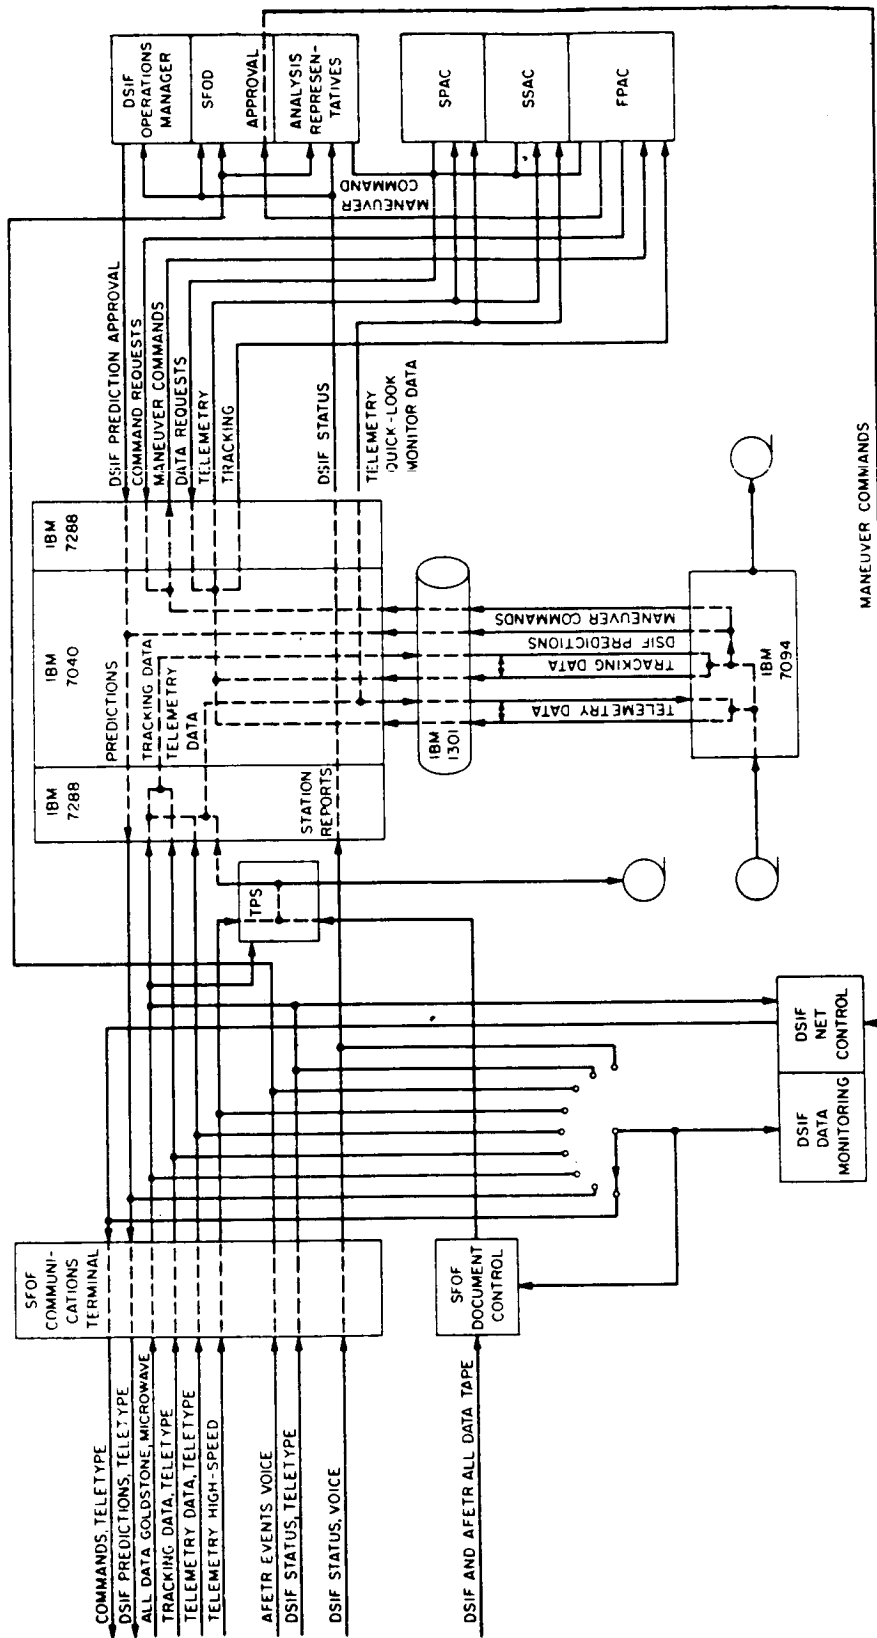 COMMANDS, TELETYPE
DSIF PREDICTIONS, TELETYPE
ALL DATA GOLDSTONE, MICROWAVE
TRACKING DATA, TELETYPE
TELEMETRY DATA, TELETYPE
TELEMETRY HIGH-SPEED
AFETR EVENTS VOICE
DSIF STATUS, TELETYPE
DSIF STATUS, VOICE
DSIF AND AFETR ALL DATA TAPE
SFOF
COMMUNI-
CATIONS
TERMINAL
SFOF
DOCUMENT
CONTROL
DSIF
DATA
MONITORING
DSIF
NET
CONTROL
TPS
IBM
7288
STATION
REPORTS
IBM
7040
PREDICTIONS
TRACKING DATA
TELEMETRY
DATA
IBM
7288
IBM
1301
TELEMETRY DATA
TRACKING DATA
DSIF PREDICTIONS
MANEUVER COMMANDS
IBM
7094
DSIF PREDICTION APPROVAL
COMMAND REQUESTS
MANEUVER COMMANDS
DATA REQUESTS
TELEMETRY
TRACKING
DSIF STATUS
TELEMETRY
QUICK-LOOK
MONITOR DATA
MANEUVER
COMMAND
DSIF
OPERATIONS
MANAGER
SFOD
APPROVAL
ANALYSIS
REPRESEN-
TATIVES
SPAC
SSAC
FPAC
MANEUVER COMMANDS